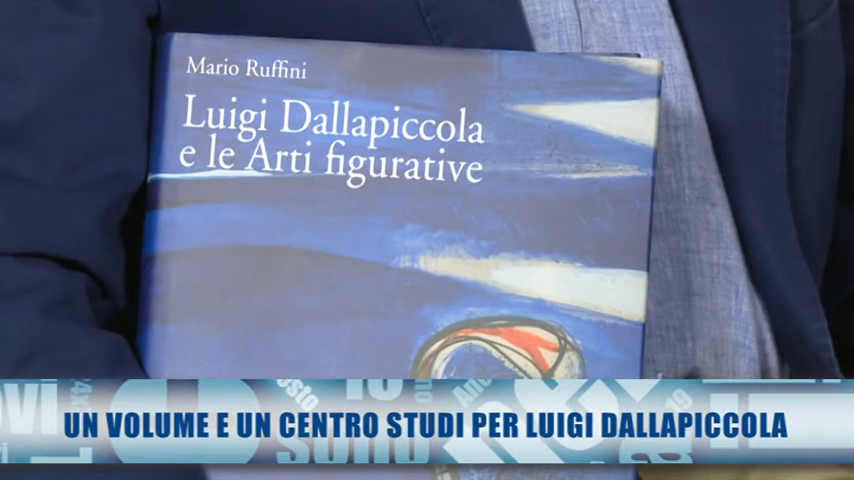 Mario Ruffini
Luigi Dallapiccola
e le Arti figurative
UN VOLUME E UN CENTRO STUDI PER LUIGI DALLAPICCOLA